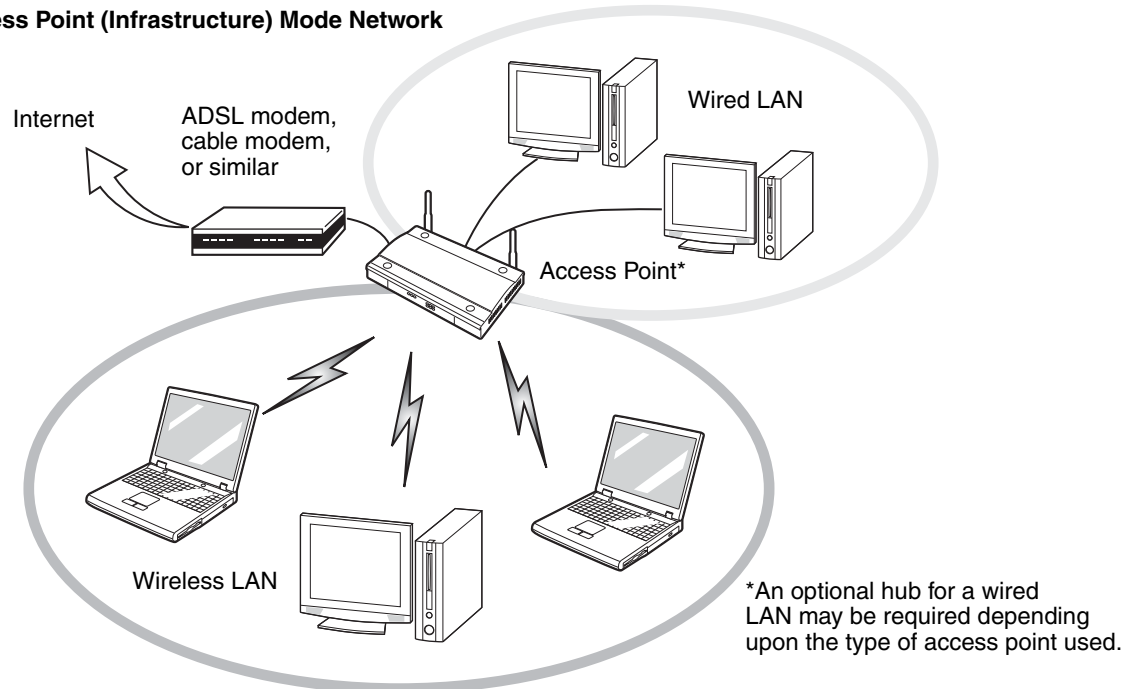 ess Point (Infrastructure) Mode Network
Internet
ADSL modem,
cable modem,
or similar
Wired LAN
Access Point*
Wireless LAN
*An optional hub for a wired
LAN may be required depending
upon the type of access point used.